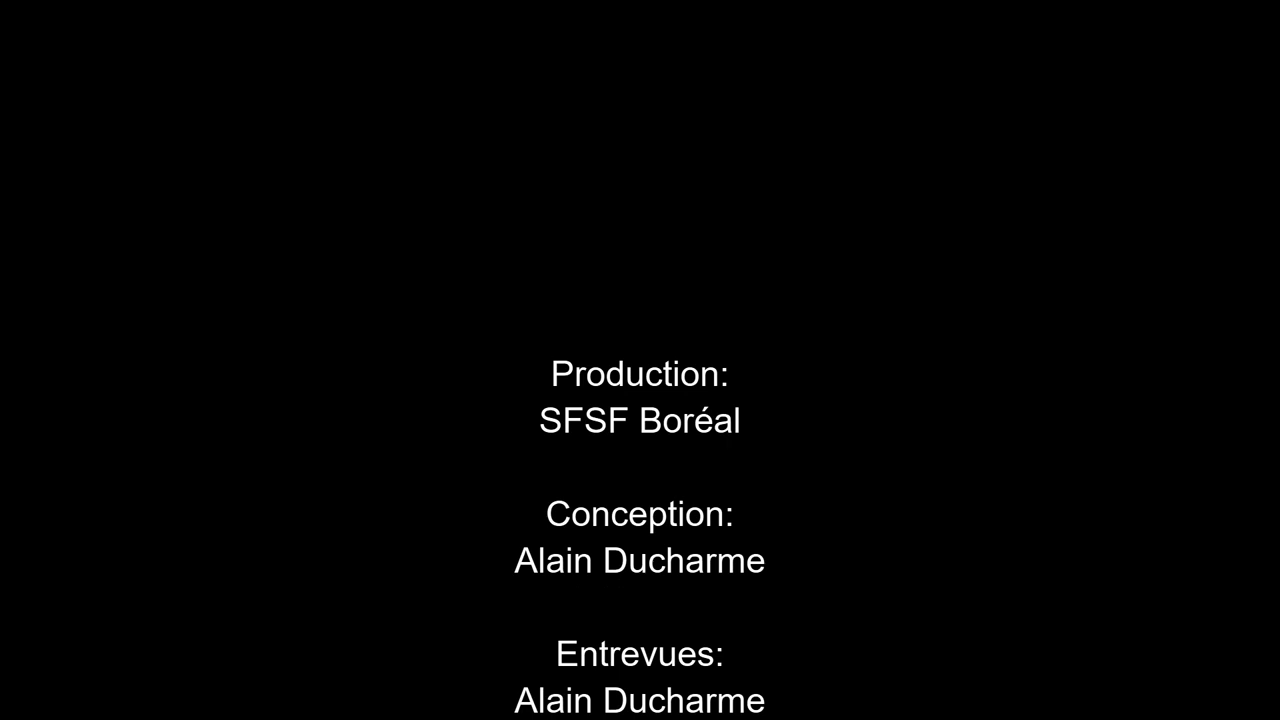 Production:
SFSF Boréal
Conception:
Alain Ducharme
Entrevues:
Alain Ducharme